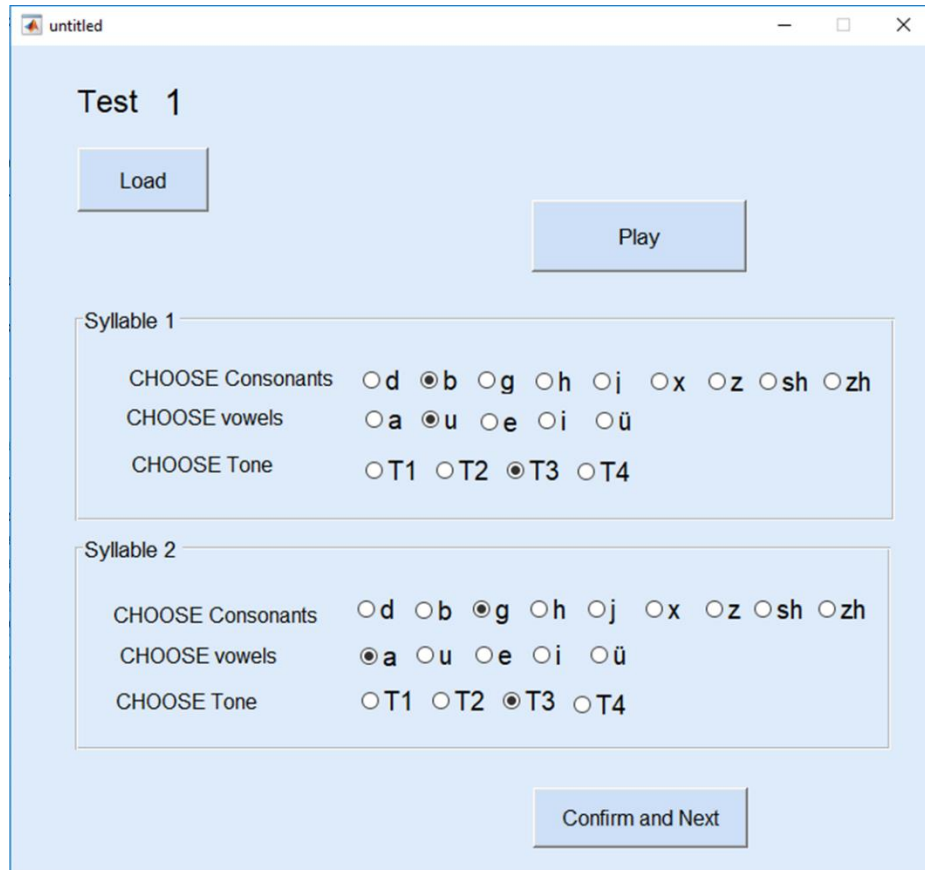 untitled
Test 1
Load
Play
Syllable 1
CHOOSE Consonants d b g h j x z sh zh
CHOOSE vowels a u e i ü
CHOOSE Tone T1 T2 T3 T4
Syllable 2
CHOOSE Consonants d b g h j x z sh zh
CHOOSE vowels a u e i ü
CHOOSE Tone T1 T2 T3 T4
Confirm and Next